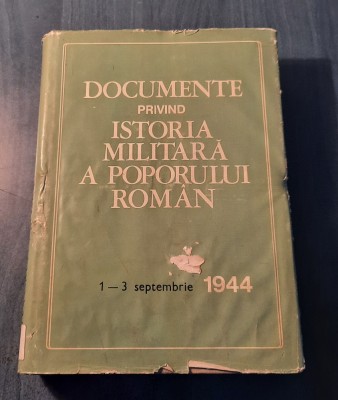 DOCUMENTE
PRIVIND
ISTORIA
MILITARĂ
A POPORULUI
ROMÂN
1 — 3 septembrie 1944